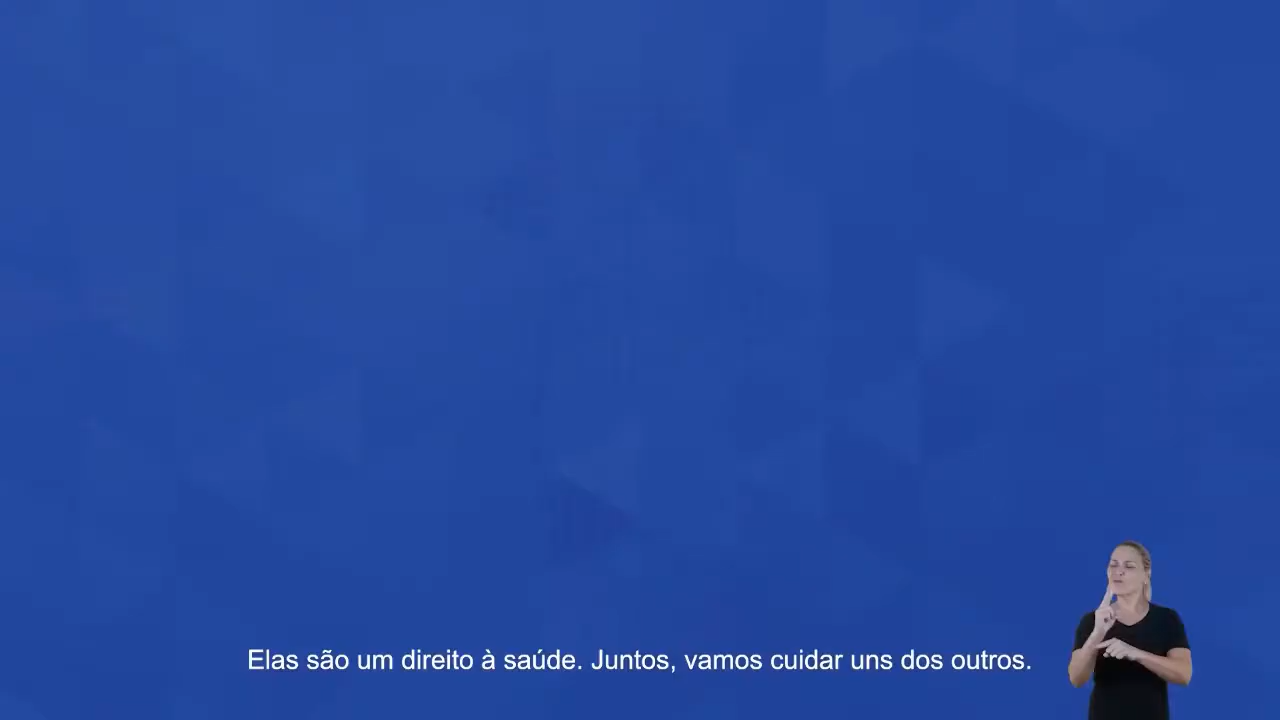 Elas são um direito à saúde. Juntos, vamos cuidar uns dos outros.